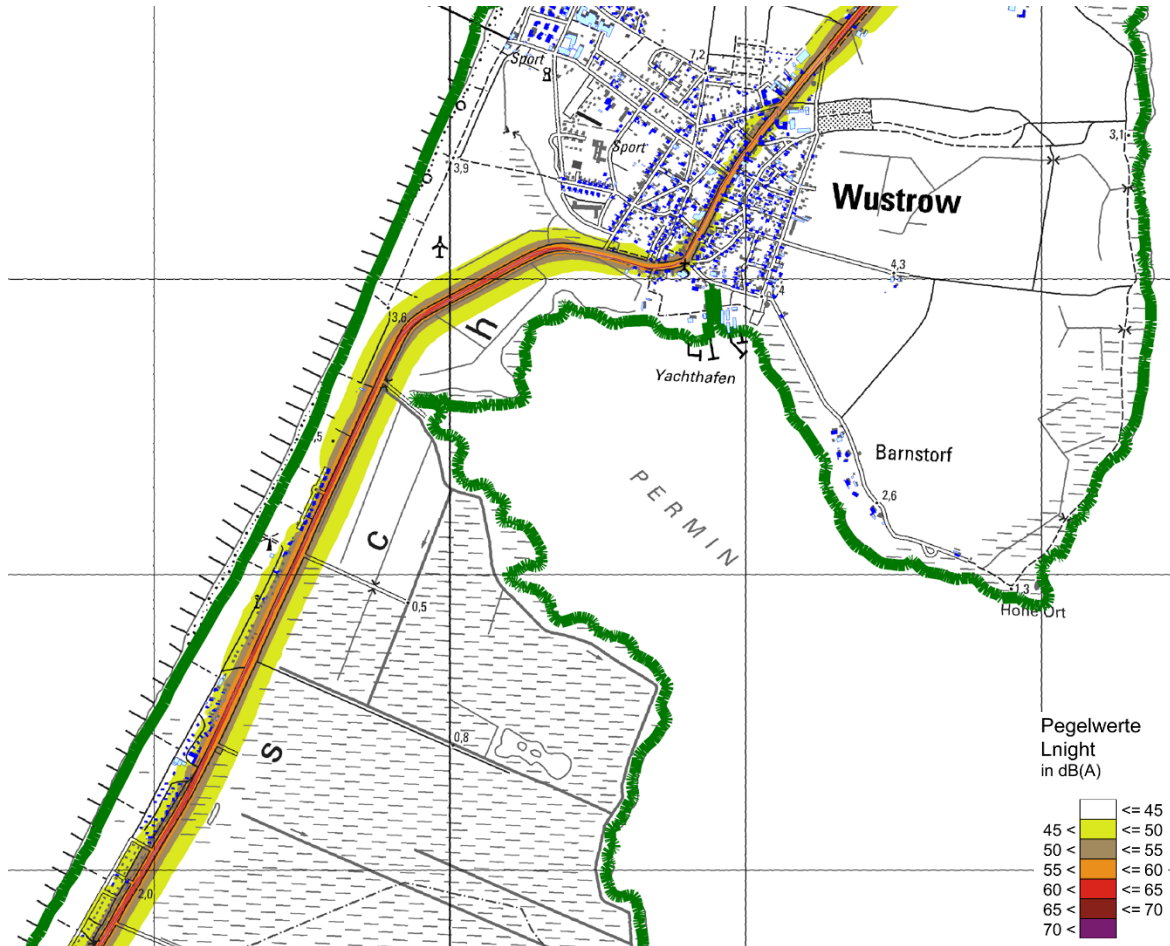 Sport
7,2
3,1
Sport
3,9
Wustrow
4,3
3,6
h
Yachthafen
Barnstorf
PERMIN
2,6
c
1,3
0,5
Hohe Ort
s
0,8
2,0
Pegelwerte
Lnight
in dB(A)
<= 45
45 < <= 50
50 < <= 55
55 < <= 60
60 < <= 65
65 < <= 70
70 <